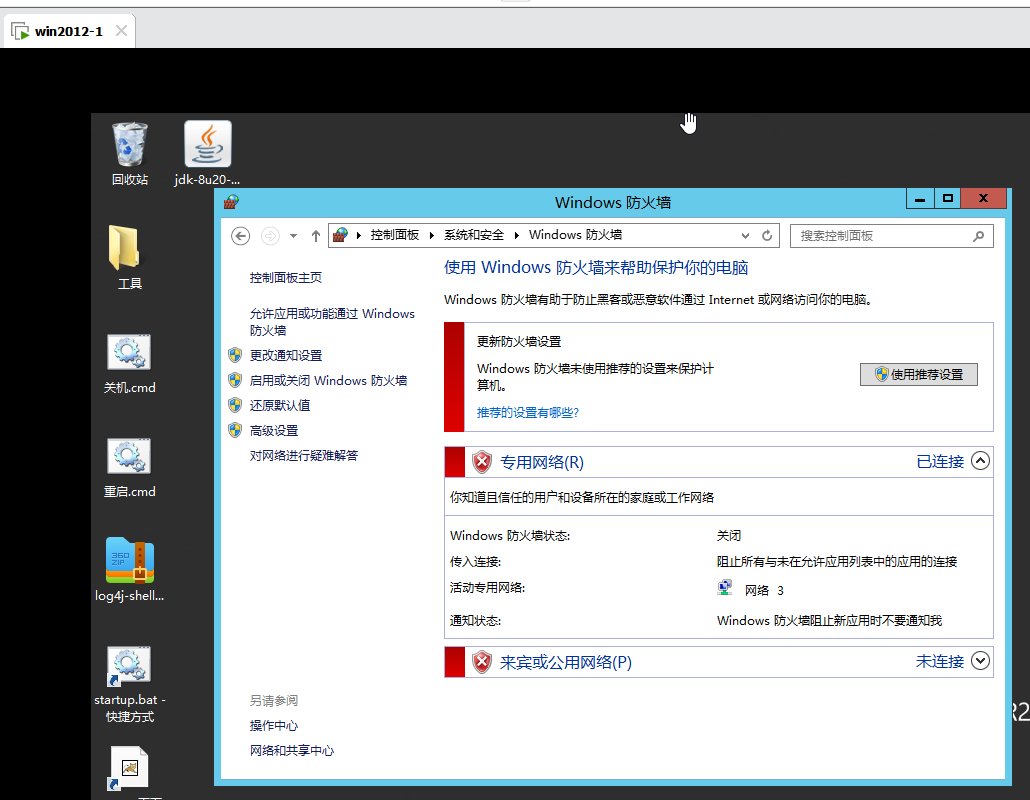 win2012-1
回收站
jdk-8u20-...
工具
关机.cmd
重启.cmd
360
ZIP
log4j-shell...
startup.bat -
快捷方式
Windows 防火墙
控制面板
系统和安全
Windows 防火墙
搜索控制面板
控制面板主页
允许应用或功能通过 Windows
防火墙
更改通知设置
启用或关闭 Windows 防火墙
还原默认值
高级设置
对网络进行疑难解答
另请参阅
操作中心
网络和共享中心
使用 Windows 防火墙来帮助保护你的电脑
Windows 防火墙有助于防止黑客或恶意软件通过 Internet 或网络访问你的电脑。
更新防火墙设置
Windows 防火墙未使用推荐的设置来保护计
算机。
使用推荐设置
推荐的设置有哪些?
专用网络(R) 已连接
你知道且信任的用户和设备所在的家庭或工作网络
Windows 防火墙状态: 关闭
传入连接: 阻止所有与未在允许应用列表中的应用的连接
活动专用网络: 网络 3
通知状态: Windows 防火墙阻止新应用时不要通知我
来宾或公用网络(P) 未连接
R2